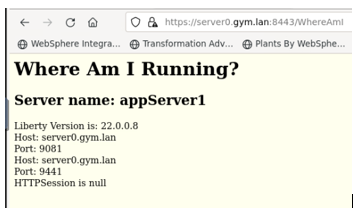 https://server0.gym.lan:8443/WhereAmI
WebSphere Integra... Transformation Adv... Plants By WebSphe...
Where Am I Running?
Server name: appServer1
Liberty Version is: 22.0.0.8
Host: server0.gym.lan
Port: 9081
Host: server0.gym.lan
Port: 9441
HTTPSession is null